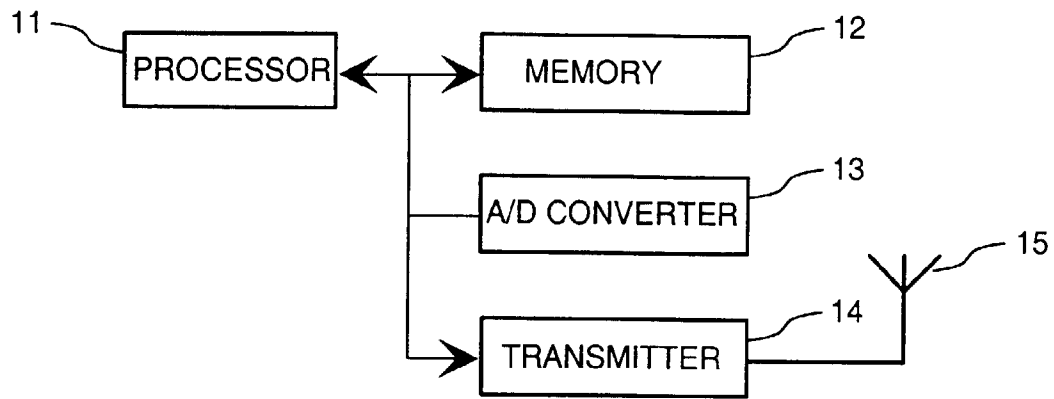 11
PROCESSOR
MEMORY
12
A/D CONVERTER
13
TRANSMITTER
14
15